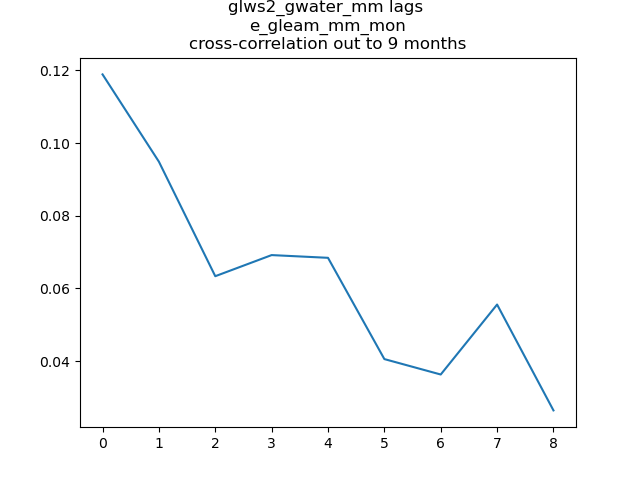 glws2_gwater_mm lags
e_gleam_mm_mon
cross-correlation out to 9 months
0.12
0.10
0.08
0.06
0.04
0 1 2 3 4 5 6 7 8